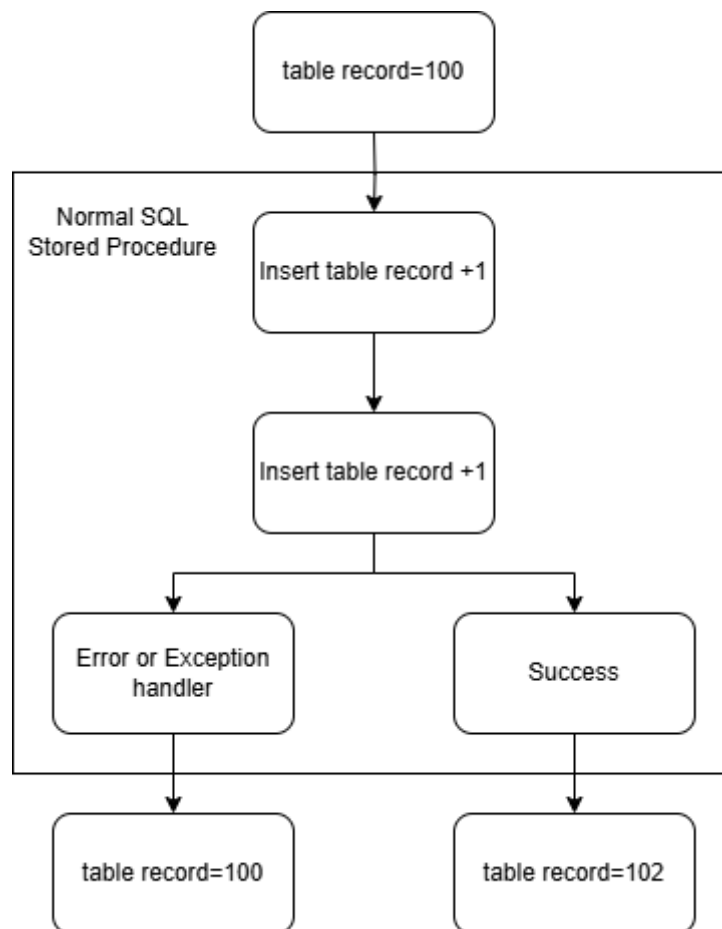 table record=100
Normal SQL
Stored Procedure
Insert table record +1
Insert table record +1
Error or Exception
handler
Success
table record=100
table record=102